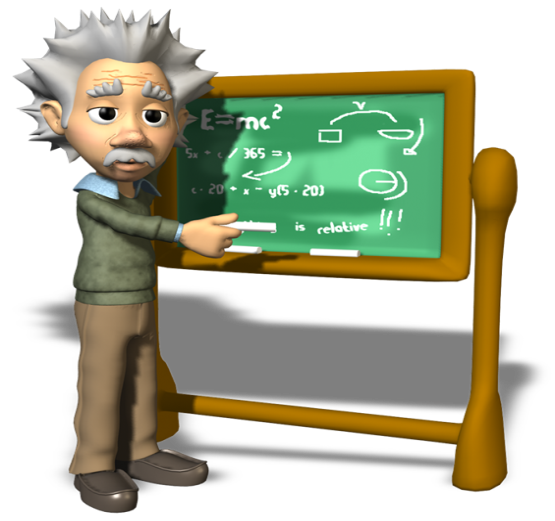 E=mc²
v
5x + c / 365 =
c - 20 + x - y(5 - 20)
is relative !!!